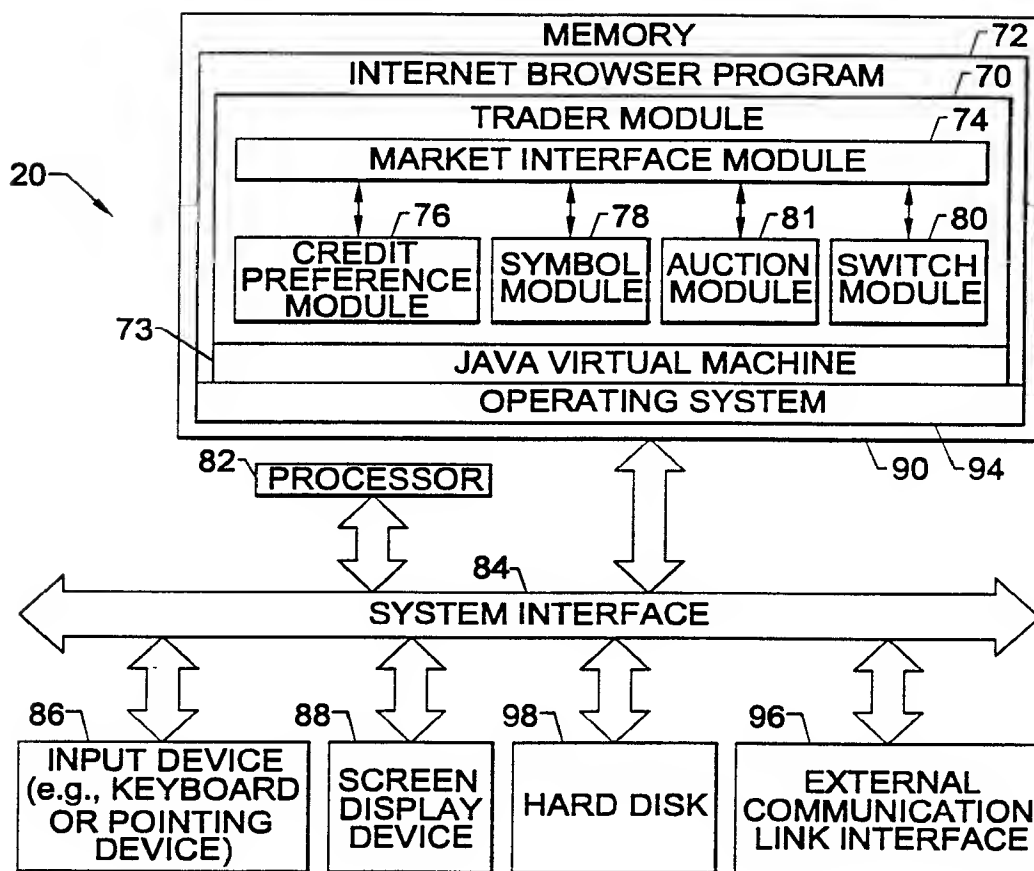 MEMORY
72
INTERNET BROWSER PROGRAM
70
TRADER MODULE
74
MARKET INTERFACE MODULE
20
76
78
81
80
CREDIT
PREFERENCE
MODULE
SYMBOL
MODULE
AUCTION
MODULE
SWITCH
MODULE
73
JAVA VIRTUAL MACHINE
OPERATING SYSTEM
82
PROCESSOR
90
94
84
SYSTEM INTERFACE
86
88
98
96
INPUT DEVICE
(e.g., KEYBOARD
OR POINTING
DEVICE)
SCREEN
DISPLAY
DEVICE
HARD DISK
EXTERNAL
COMMUNICATION
LINK INTERFACE